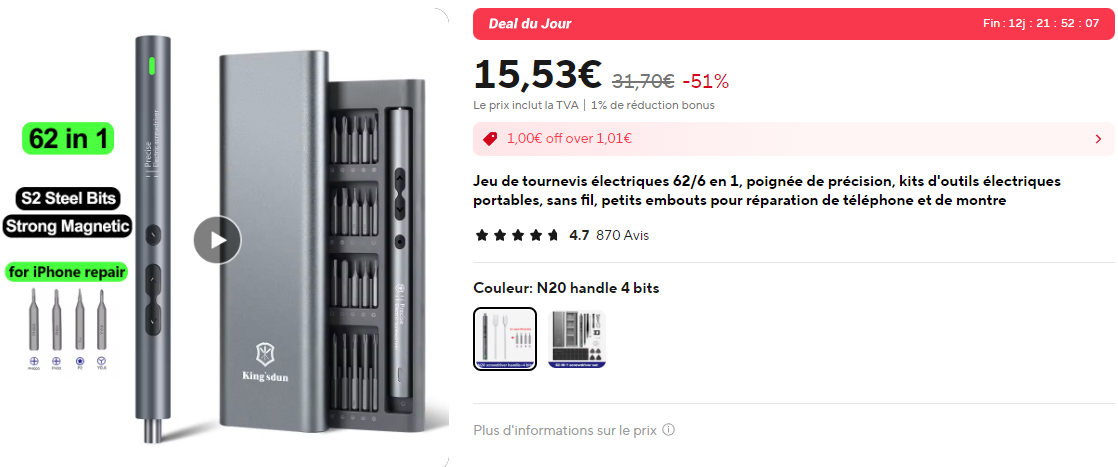 62 in 1
S2 Steel Bits
Strong Magnetic
for iPhone repair
Precise
Electric screwdriver
King'sdun
Deal du Jour
Fin : 12j : 21 : 52 : 07
15,53€ 31,70€ -51%
Le prix inclut la TVA | 1% de réduction bonus
1,00€ off over 1,01€
Jeu de tournevis électriques 62/6 en 1, poignée de précision, kits d'outils électriques
portables, sans fil, petits embouts pour réparation de téléphone et de montre
4.7 870 Avis
Couleur: N20 handle 4 bits
Plus d'informations sur le prix